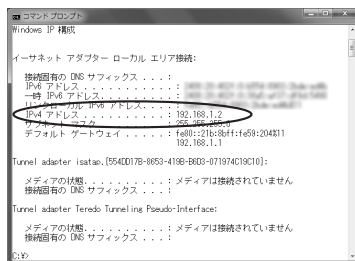 コマンド プロンプト
Windows IP 構成
イーサネット アダプター ローカル エリア接続:
接続固有の DNS サフィックス . . . :
IPv6 アドレス . . . . . . . . . . . :
一時 IPv6 アドレス. . . . . . . . . :
リンクローカル IPv6 アドレス. . . . :
IPv4 アドレス . . . . . . . . . . . : 192.168.1.2
サブネット マスク . . . . . . . . . : 255.255.255.0
デフォルト ゲートウェイ . . . . . . : fe80::21b:8bff:fe59:204%11
192.168.1.1
Tunnel adapter isatap.{554DD17B-8653-419B-B6D3-071974C19C10}:
メディアの状態. . . . . . . . . . . : メディアは接続されていません
接続固有の DNS サフィックス . . . :
Tunnel adapter Teredo Tunneling Pseudo-Interface:
メディアの状態. . . . . . . . . . . : メディアは接続されていません
接続固有の DNS サフィックス . . . :
C:¥>